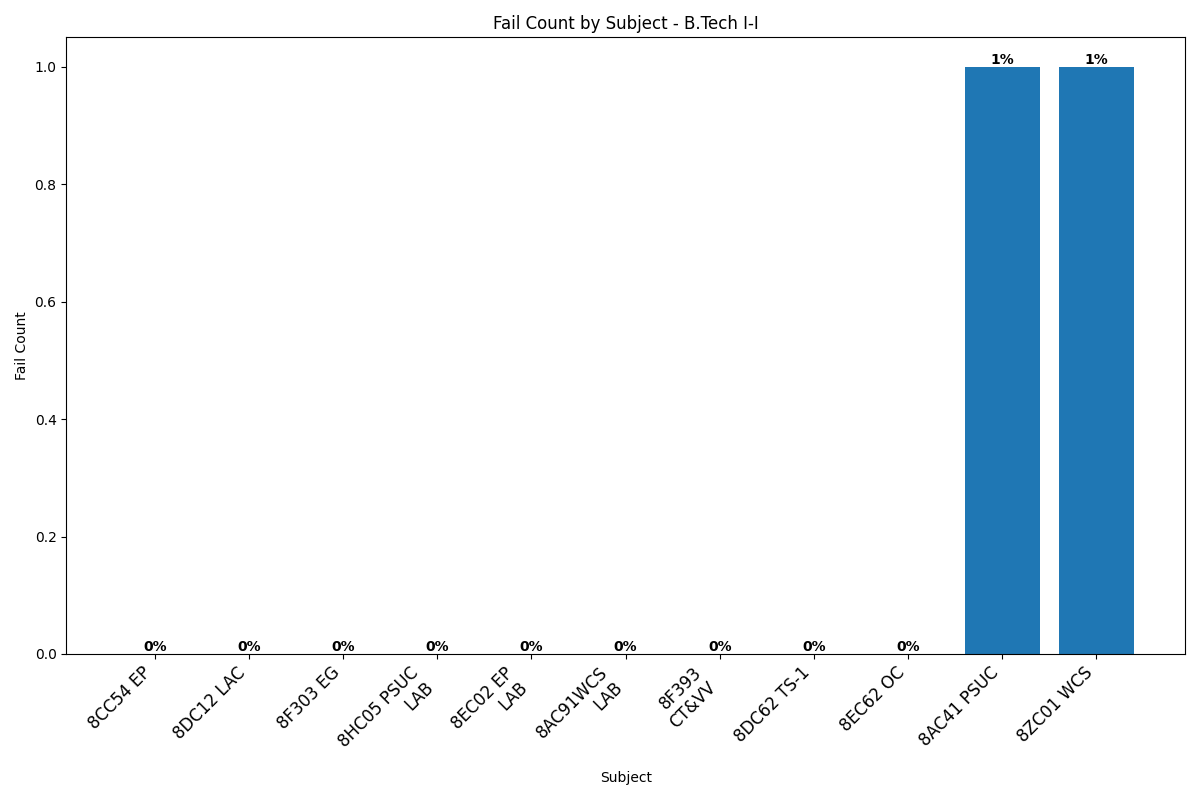 Fail Count by Subject - B.Tech I-I
Fail Count
1.0
0.8
0.6
0.4
0.2
0.0
0%
0%
0%
0%
0%
0%
0%
0%
0%
1%
1%
8CC54 EP
8DC12 LAC
8F303 EG
8HC05 PSUC
LAB
8EC02 EP
LAB
8AC91WCS
LAB
8F393
CT&VV
8DC62 TS-1
8EC62 OC
8AC41 PSUC
8ZC01 WCS
Subject